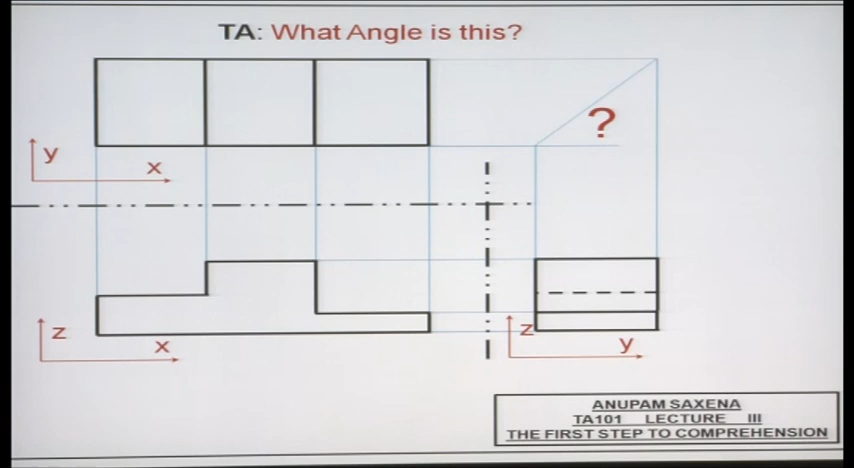 TA: What Angle is this?
?
y
x
z
x
z
y
ANUPAM SAXENA
TA101 LECTURE III
THE FIRST STEP TO COMPREHENSION